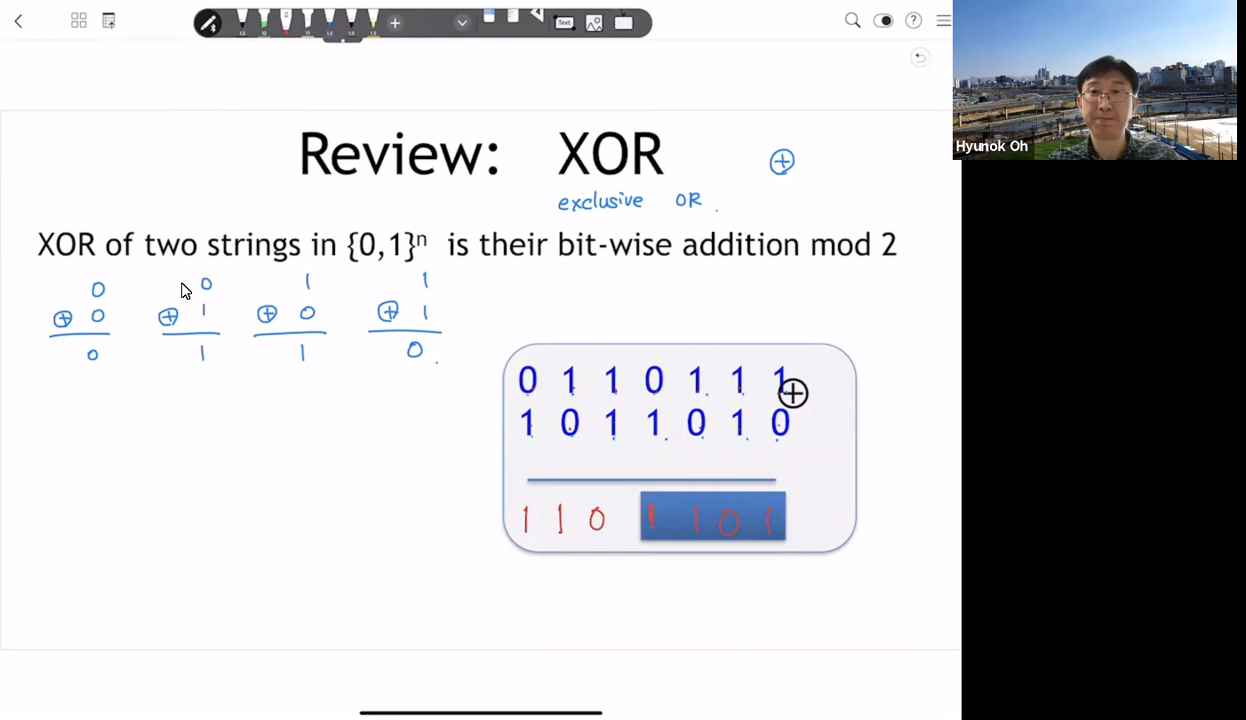 Text
Hyunok Oh
Review: XOR ⊕
exclusive OR .
XOR of two strings in {0,1}ⁿ is their bit-wise addition mod 2
0 0 1 1
⊕ 0 ⊕ 1 ⊕ 0 ⊕ 1
0 1 1 0 .
0 1 1 0 1 1 1 ⊕
1 0 1 1 0 1 0
1 1 0 1 1 0 1